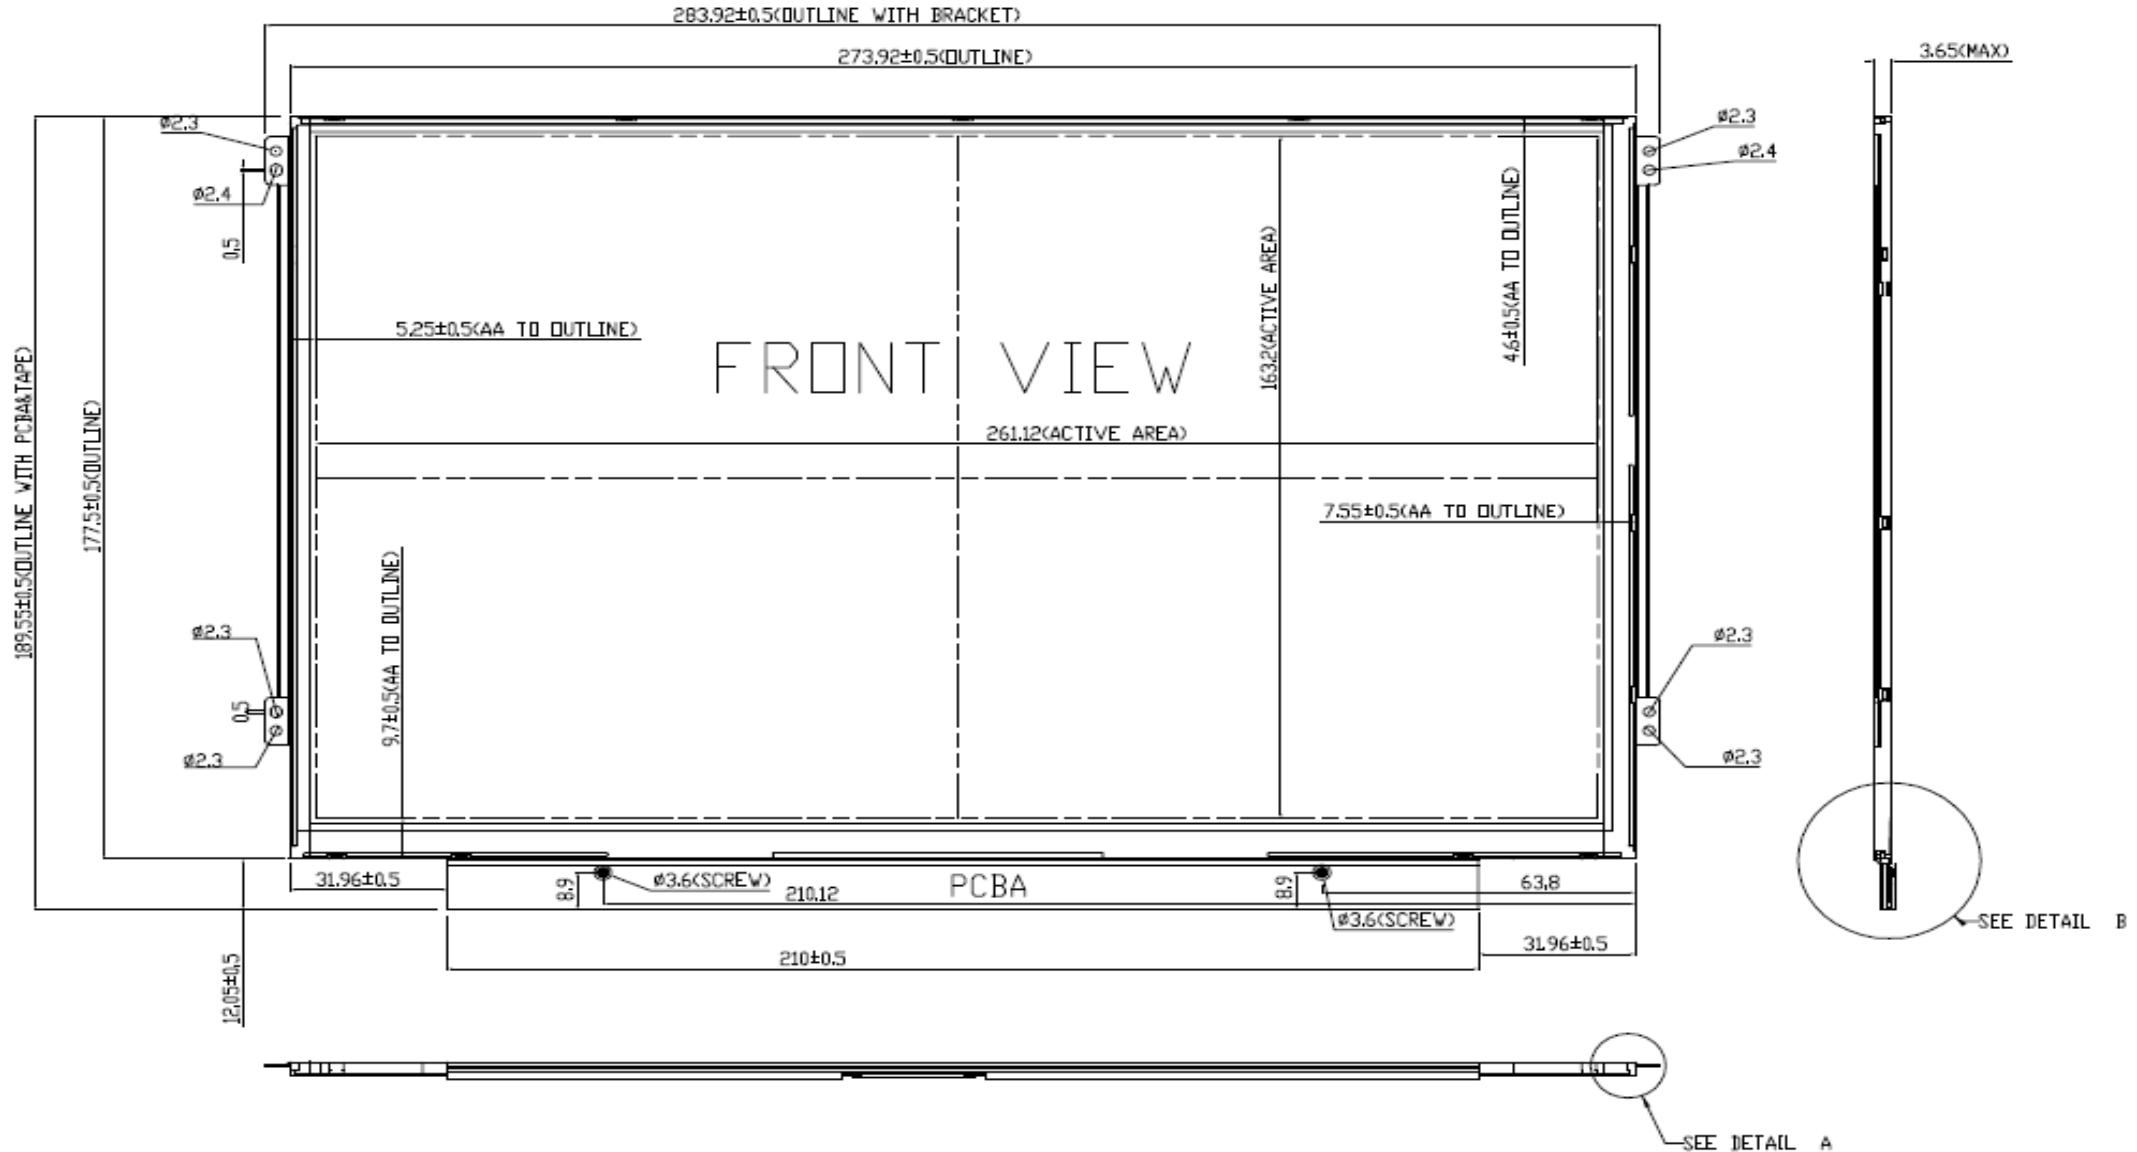 283.92±0.5(OUTLINE WITH BRACKET)
273.92±0.5(OUTLINE)
3.65(MAX)
ø2.3
ø2.4
0.5
ø2.3
ø2.4
4.6±0.5(AA TO OUTLINE)
163.2(ACTIVE AREA)
5.25±0.5(AA TO OUTLINE)
FRONT VIEW
261.12(ACTIVE AREA)
189.55±0.5(OUTLINE WITH PCBA&TAPE)
177.5±0.5(OUTLINE)
7.55±0.5(AA TO OUTLINE)
9.7±0.5(AA TO OUTLINE)
ø2.3
0.5
ø2.3
ø2.3
ø2.3
31.96±0.5
8.9
ø3.6(SCREW)
210.12
PCBA
8.9
63.8
ø3.6(SCREW)
31.96±0.5
210±0.5
12.05±0.5
SEE DETAIL B
SEE DETAIL A